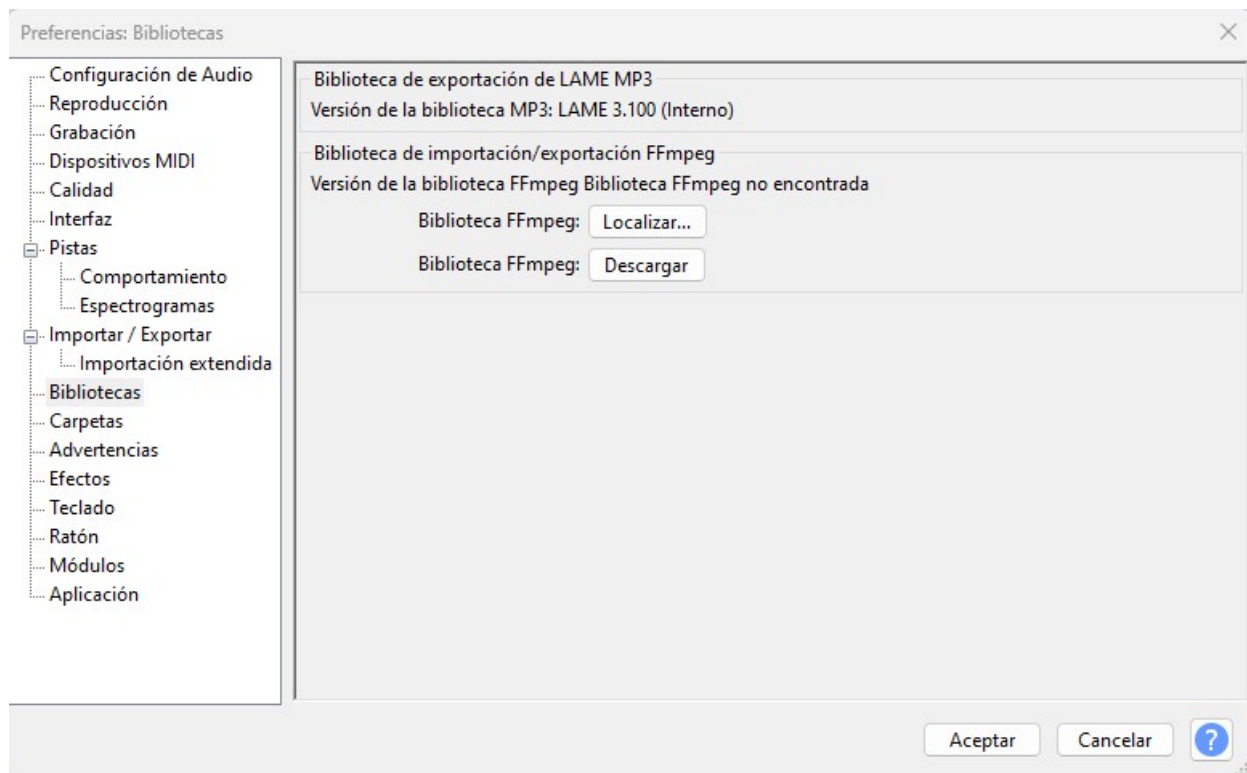 Preferencias: Bibliotecas
Configuración de Audio
Reproducción
Grabación
Dispositivos MIDI
Calidad
Interfaz
Pistas
Comportamiento
Espectrogramas
Importar / Exportar
Importación extendida
Bibliotecas
Carpetas
Advertencias
Efectos
Teclado
Ratón
Módulos
Aplicación
Biblioteca de exportación de LAME MP3
Versión de la biblioteca MP3: LAME 3.100 (Interno)
Biblioteca de importación/exportación FFmpeg
Versión de la biblioteca FFmpeg Biblioteca FFmpeg no encontrada
Biblioteca FFmpeg: Localizar...
Biblioteca FFmpeg: Descargar
Aceptar Cancelar ?